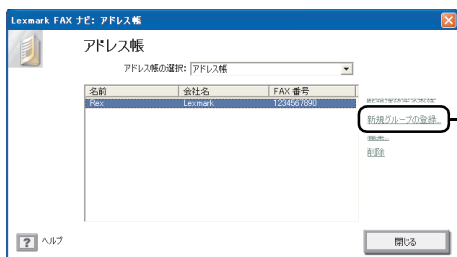 Lexmark FAX ナビ: アドレス帳
アドレス帳
アドレス帳の選択: アドレス帳
名前 会社名 FAX 番号
Rex Lexmark 1234567890
新規グループの登録...
削除
? ヘルプ
閉じる